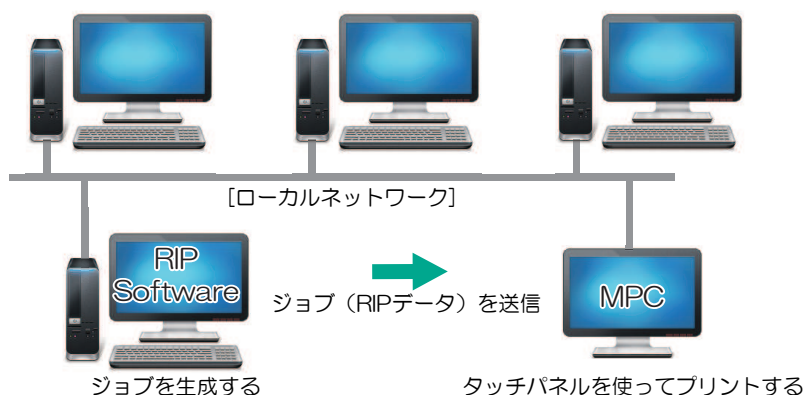 [ローカルネットワーク]
RIP
Software
ジョブ（RIPデータ）を送信
MPC
ジョブを生成する
タッチパネルを使ってプリントする